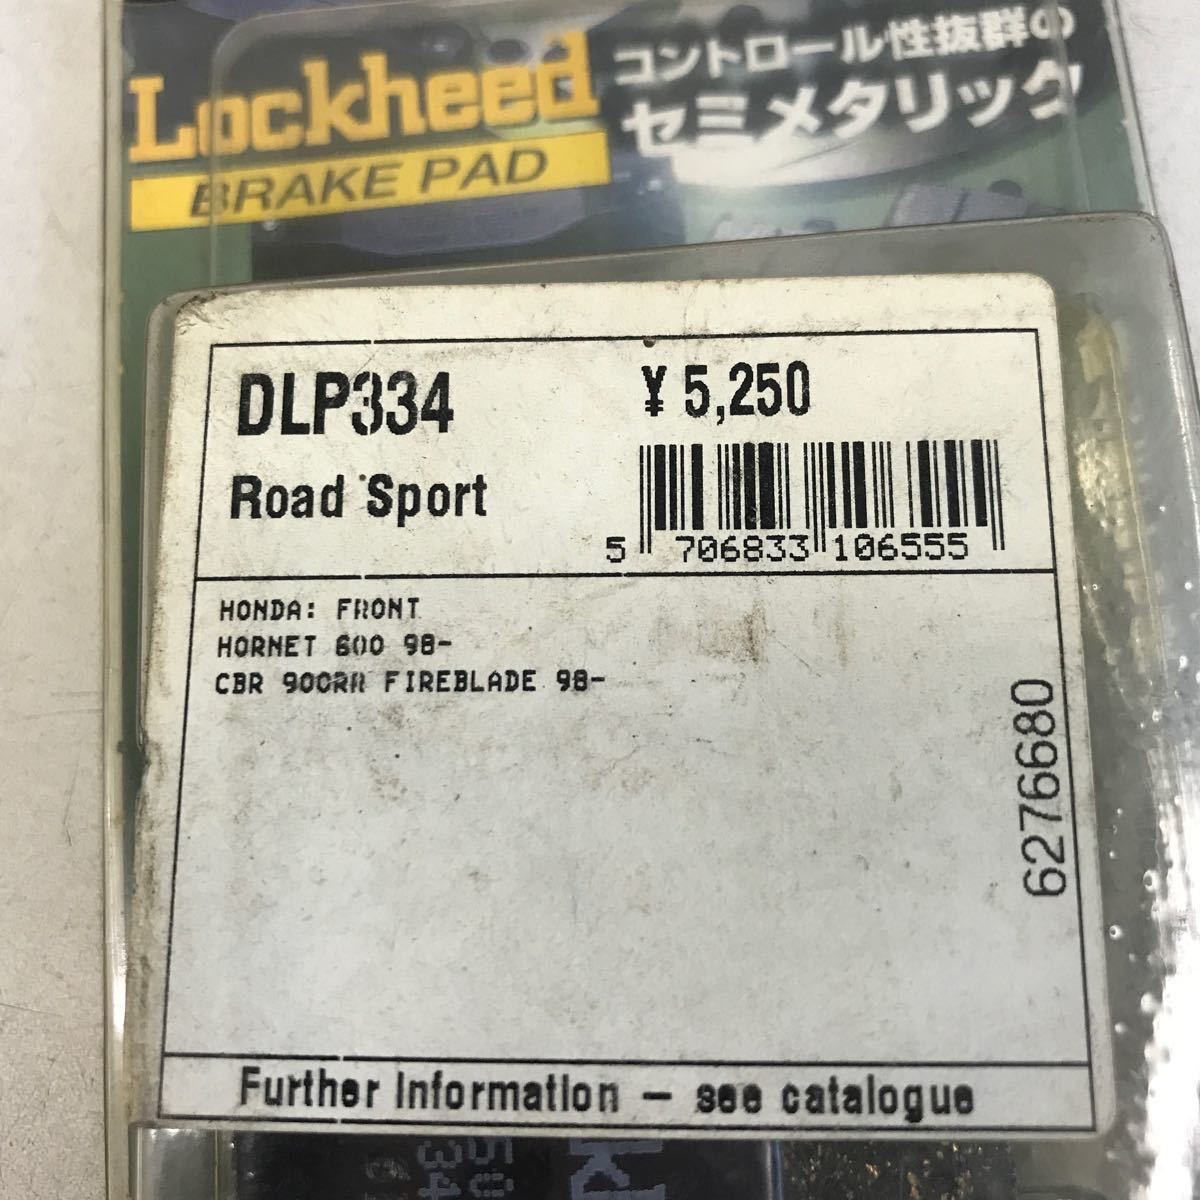 Lockheed
BRAKE PAD
コントロール性抜群の
セミメタリック
DLP334
¥ 5,250
Road Sport
5 706833 106555
HONDA: FRONT
HORNET 600 98-
CBR 900RR FIREBLADE 98-
6276680
Further Information – see catalogue